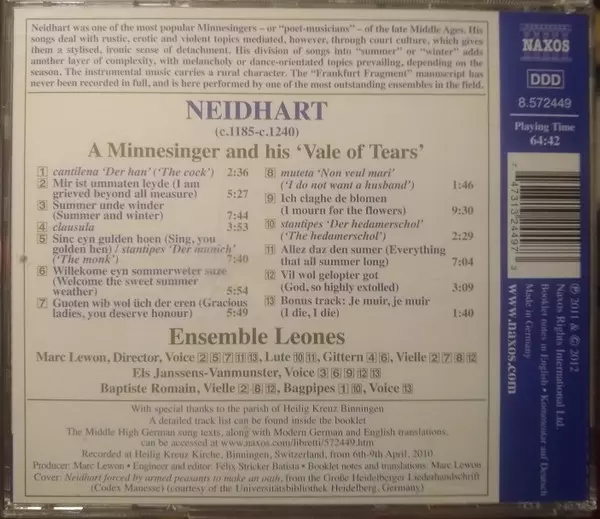 Neidhart was one of the most popular Minnesingers – or “poet-musicians” – of the late Middle Ages. His
songs deal with rustic, erotic and violent topics mediated, however, through court culture, which gives
them a stylised, ironic sense of detachment. His division of songs into “summer” or “winter” adds
another layer of complexity, with melancholy or dance-orientated topics prevailing, depending on the
season. The instrumental music carries a rural character. The “Frankfurt Fragment” manuscript has
never been recorded in full, and is here performed by one of the most outstanding ensembles in the field.
NEIDHART
(c.1185-c.1240)
A Minnesinger and his ‘Vale of Tears’
1 cantilena ‘Der han’ (‘The cock’) 2:36
2 Mir ist ummaten leyde (I am
grieved beyond all measure) 5:27
3 Summer unde winder
(Summer and winter) 7:44
4 clausula 3:53
5 Sinc eyn gulden hoen (Sing, you
golden hen) / stantipes ‘Der munich’
(‘The monk’) 7:40
6 Willekome eyn sommerweter suze
(Welcome the sweet summer
weather) 5:54
7 Guoten wib wol üch der eren (Gracious
ladies, you deserve honour) 5:49
8 muteta ‘Non veul mari’
(‘I do not want a husband’) 1:46
9 Ich claghe de blomen
(I mourn for the flowers) 9:30
10 stantipes ‘Der hedamerschol’
(‘The hedamerschol’) 2:29
11 Allez daz den sumer (Everything
that all summer long) 7:04
12 Vil wol gelopter got
(God, so highly extolled) 3:09
13 Bonus track: Je muir, je muir
(I die, I die) 1:40
Ensemble Leones
Marc Lewon, Director, Voice 2 5 7 11 13, Lute 10 11, Gittern 4 6, Vielle 2 7 8 12
Els Janssens-Vanmunster, Voice 3 6 9 12 13
Baptiste Romain, Vielle 2 8 12, Bagpipes 1 10, Voice 13
With special thanks to the parish of Heilig Kreuz Binningen
A detailed track list can be found inside the booklet
The Middle High German sung texts, along with Modern German and English translations,
can be accessed at www.naxos.com/libretti/572449.htm
Recorded at Heilig Kreuz Kirche, Binningen, Switzerland, from 6th-9th April, 2010
Producer: Marc Lewon • Engineer and editor: Félix Stricker Batista • Booklet notes and translations: Marc Lewon
Cover: Neidhart forced by armed peasants to make an oath, from the Große Heidelberger Liederhandschrift
(Codex Manesse) (courtesy of the Universitätsbibliothek Heidelberg, Germany)
NAXOS
DDD
8.572449
Playing Time
64:42
7 47313 24497 3
℗ 2011 & © 2012
Naxos Rights International Ltd.
Booklet notes in English • Kommentar auf Deutsch
Made in Germany
www.naxos.com